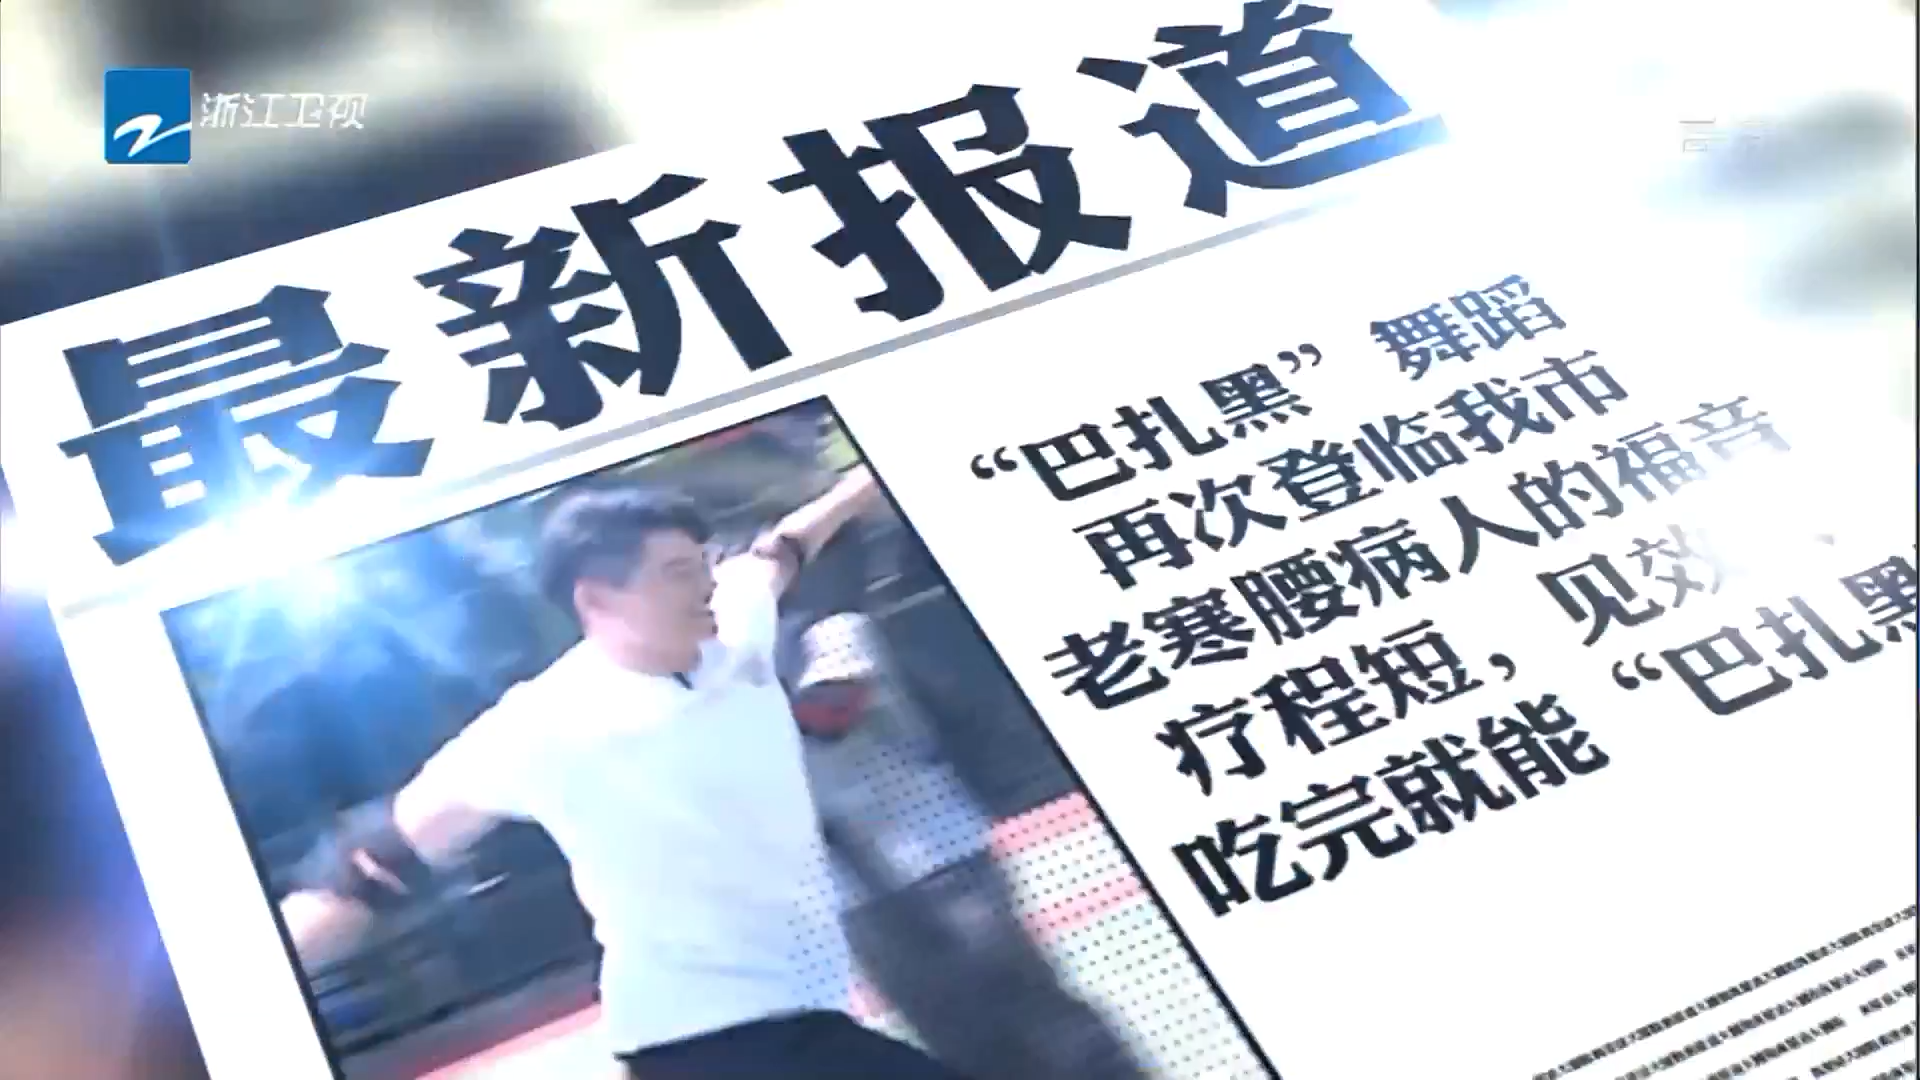 浙江卫视
最新报道
“巴扎黑”舞蹈
再次登临我市
老寒腰病人的福音
疗程短，见效
吃完就能“巴扎黑